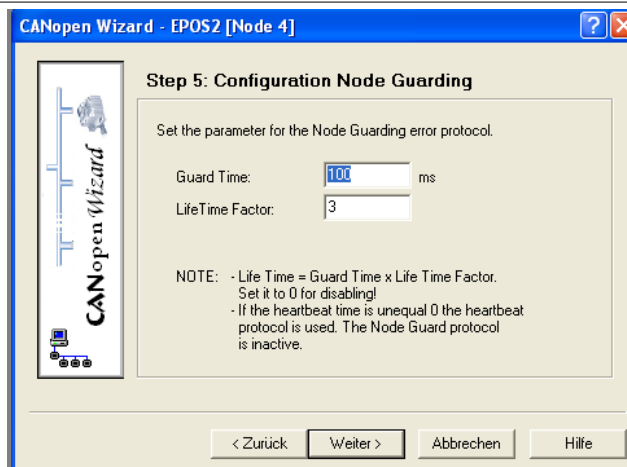 CANopen Wizard - EPOS2 [Node 4]
CANopen Wizard
Step 5: Configuration Node Guarding
Set the parameter for the Node Guarding error protocol.
Guard Time: 100 ms
LifeTime Factor: 3
NOTE: - Life Time = Guard Time x Life Time Factor.
Set it to 0 for disabling!
- If the heartbeat time is unequal 0 the heartbeat
protocol is used. The Node Guard protocol
is inactive.
< Zurück Weiter > Abbrechen Hilfe